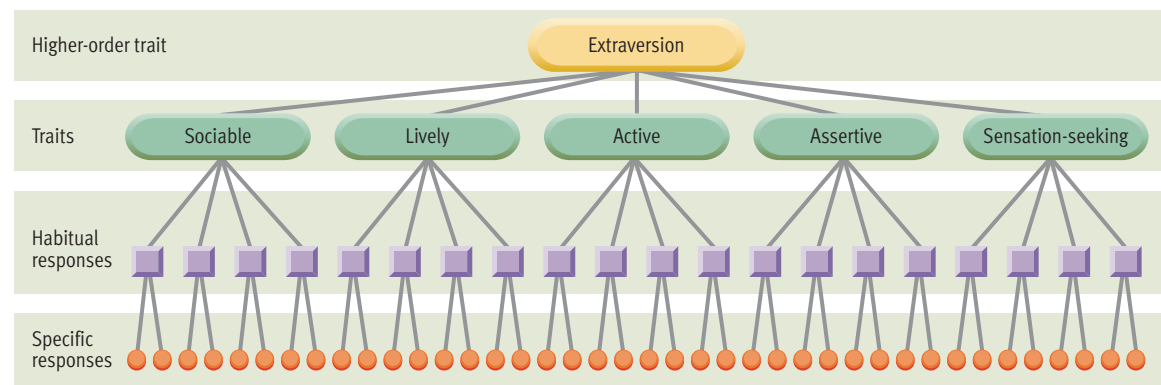 Higher-order trait
Extraversion
Traits
Sociable
Lively
Active
Assertive
Sensation-seeking
Habitual
responses
Specific
responses